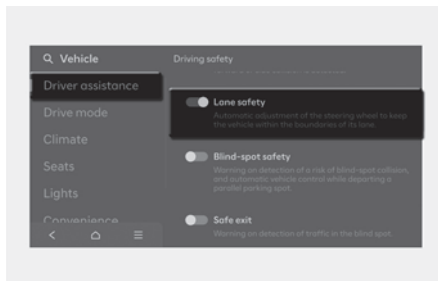 Vehicle
Driving safety
Driver assistance
Drive mode
Climate
Seats
Lights
Convenience
Lane safety
Automatic adjustment of the steering wheel to keep
the vehicle within the boundaries of its lane.
Blind-spot safety
Warning on detection of a risk of blind-spot collision,
and automatic vehicle control while departing a
parallel parking spot.
Safe exit
Warning on detection of traffic in the blind spot